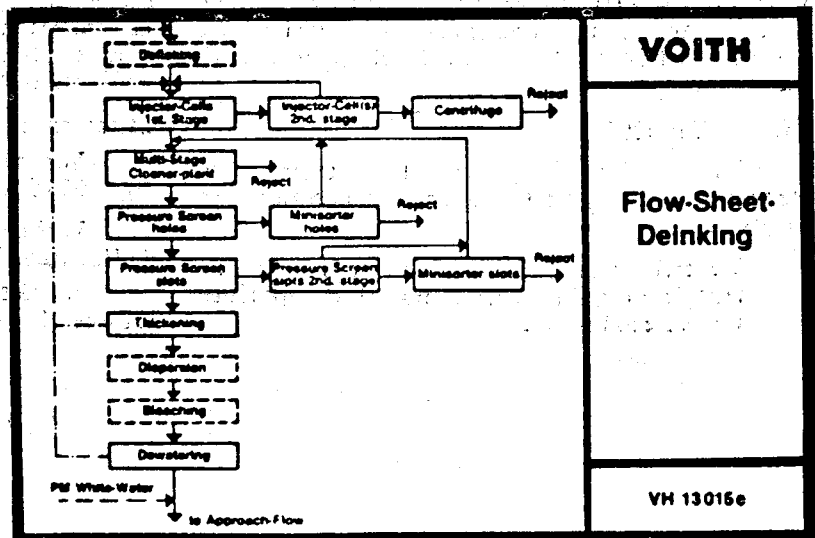 VOITH
Flow-Sheet-
Deinking
VH 13015e
Deflaking
Injector-Cells
1st. Stage
Injector-Cells
2nd. stage
Centrifuge
Reject
Multi-Stage
Cleaner-plant
Reject
Pressure Screen
holes
Minisorter
holes
Reject
Pressure Screen
slots
Pressure Screen
slots 2nd. stage
Minisorter slots
Reject
Thickening
Dispersion
Bleaching
Dewatering
PM White-Water
to Approach-Flow